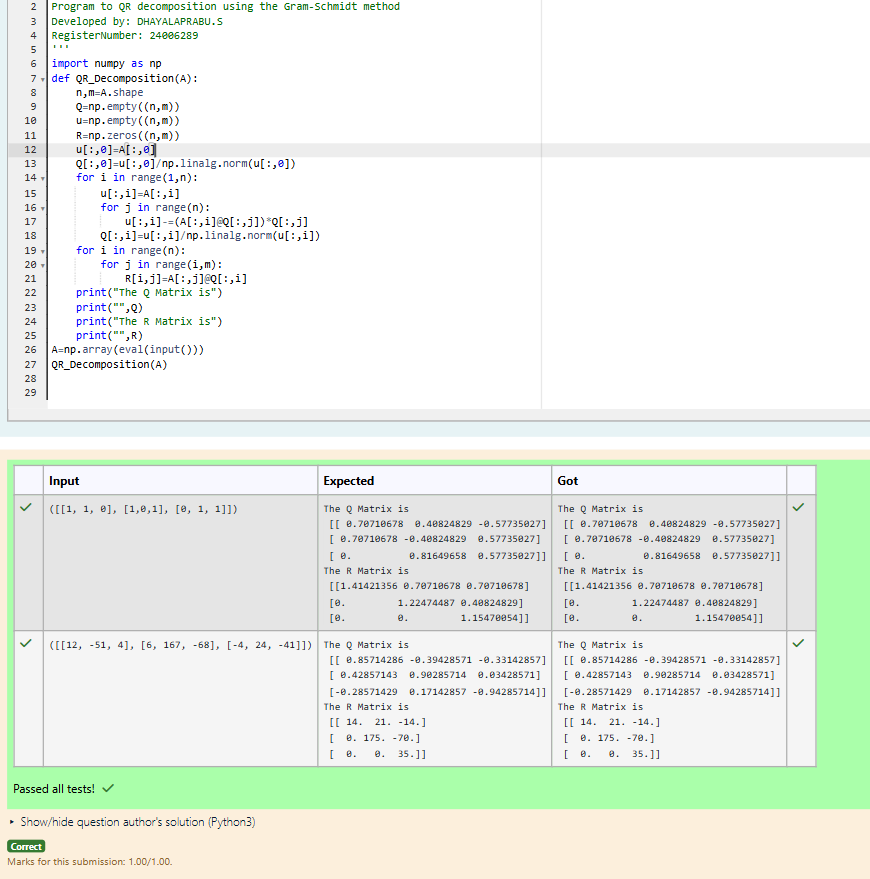 2 Program to QR decomposition using the Gram-Schmidt method
3 Developed by: DHAYALAPRABU.S
4 RegisterNumber: 24006289
5 '''
6 import numpy as np
7 def QR_Decomposition(A):
8     n,m=A.shape
9     Q=np.empty((n,m))
10     u=np.empty((n,m))
11     R=np.zeros((n,m))
12     u[:,0]=A[:,0]
13     Q[:,0]=u[:,0]/np.linalg.norm(u[:,0])
14     for i in range(1,n):
15         u[:,i]=A[:,i]
16         for j in range(n):
17             u[:,i]-=(A[:,i]@Q[:,j])*Q[:,j]
18         Q[:,i]=u[:,i]/np.linalg.norm(u[:,i])
19     for i in range(n):
20         for j in range(i,m):
21             R[i,j]=A[:,j]@Q[:,i]
22     print("The Q Matrix is")
23     print("",Q)
24     print("The R Matrix is")
25     print("",R)
26 A=np.array(eval(input()))
27 QR_Decomposition(A)
28
29
Input Expected Got
([[1, 1, 0], [1,0,1], [0, 1, 1]]) The Q Matrix is The Q Matrix is
[[ 0.70710678 0.40824829 -0.57735027] [[ 0.70710678 0.40824829 -0.57735027]
[ 0.70710678 -0.40824829 0.57735027] [ 0.70710678 -0.40824829 0.57735027]
[ 0. 0.81649658 0.57735027]] [ 0. 0.81649658 0.57735027]]
The R Matrix is The R Matrix is
[[1.41421356 0.70710678 0.70710678] [[1.41421356 0.70710678 0.70710678]
[0. 1.22474487 0.40824829] [0. 1.22474487 0.40824829]
[0. 0. 1.15470054]] [0. 0. 1.15470054]]
([[12, -51, 4], [6, 167, -68], [-4, 24, -41]]) The Q Matrix is The Q Matrix is
[[ 0.85714286 -0.39428571 -0.33142857] [[ 0.85714286 -0.39428571 -0.33142857]
[ 0.42857143 0.90285714 0.03428571] [ 0.42857143 0.90285714 0.03428571]
[-0.28571429 0.17142857 -0.94285714]] [-0.28571429 0.17142857 -0.94285714]]
The R Matrix is The R Matrix is
[[ 14. 21. -14.] [[ 14. 21. -14.]
[ 0. 175. -70.] [ 0. 175. -70.]
[ 0. 0. 35.]] [ 0. 0. 35.]]
Passed all tests!
Show/hide question author's solution (Python3)
Correct
Marks for this submission: 1.00/1.00.